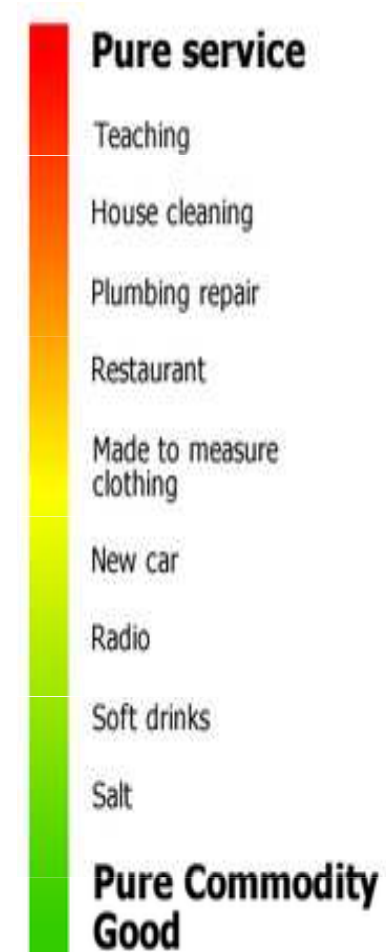 Pure service
Teaching
House cleaning
Plumbing repair
Restaurant
Made to measure
clothing
New car
Radio
Soft drinks
Salt
Pure Commodity
Good